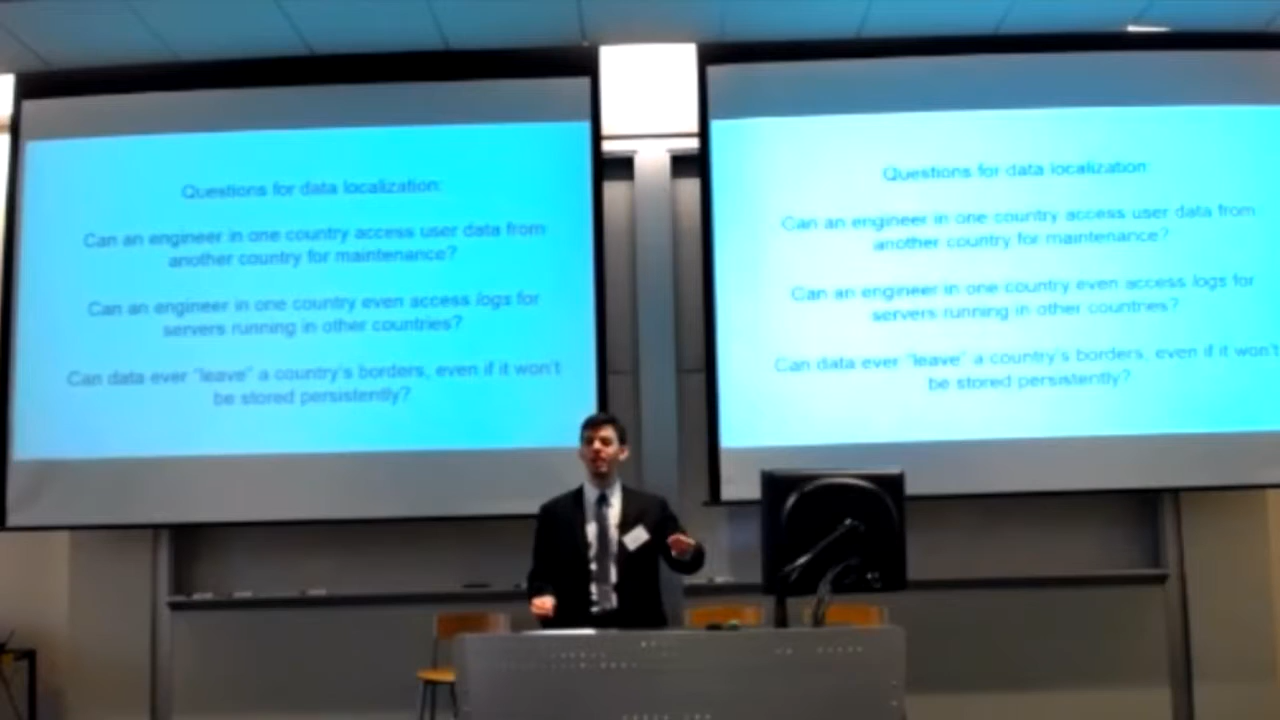 Questions for data localization:
Can an engineer in one country access user data from
another country for maintenance?
Can an engineer in one country even access logs for
servers running in other countries?
Can data ever "leave" a country's borders, even if it won't
be stored persistently?
Questions for data localization:
Can an engineer in one country access user data from
another country for maintenance?
Can an engineer in one country even access logs for
servers running in other countries?
Can data ever "leave" a country's borders, even if it won't
be stored persistently?